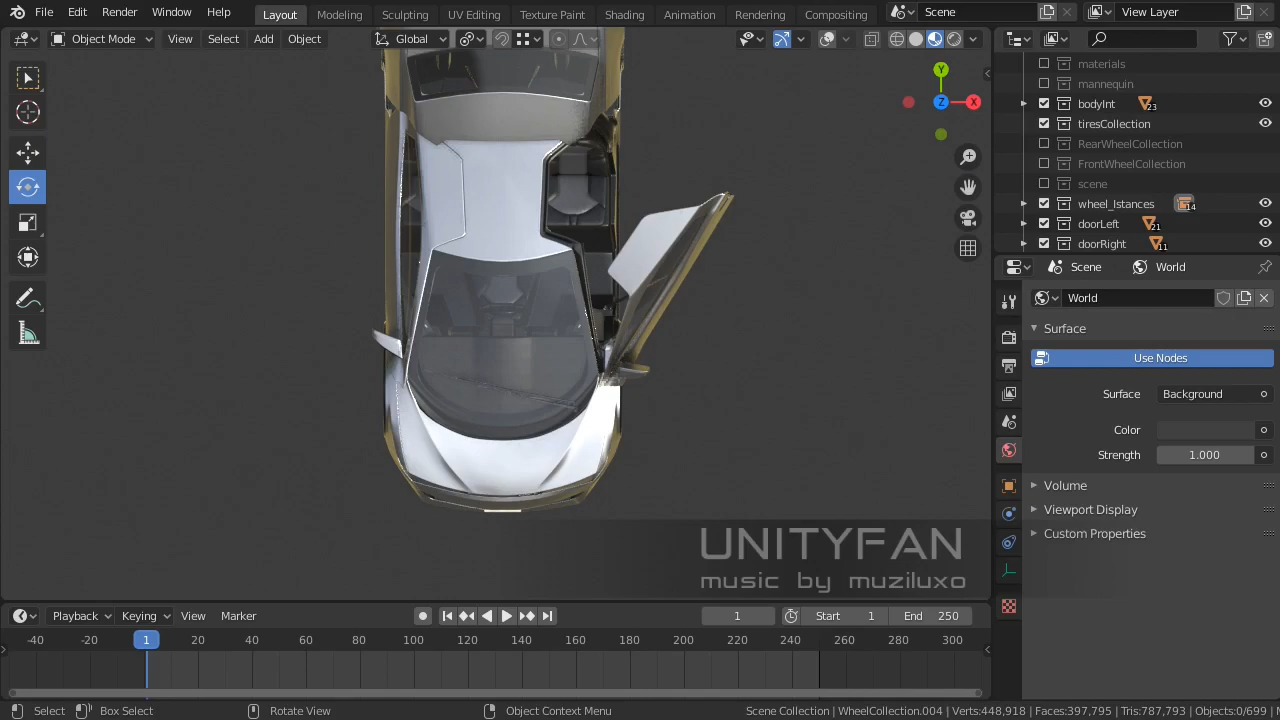 File Edit Render Window Help Layout Modeling Sculpting UV Editing Texture Paint Shading Animation Rendering Compositing Scene View Layer
Object Mode View Select Add Object Global
materials
mannequin
bodyInt 23
tiresCollection
RearWheelCollection
FrontWheelCollection
scene
wheel_Istances 14
doorLeft 21
doorRight 11
Y
Z X
Scene World
World
Surface
Use Nodes
Surface Background
Color
Strength 1.000
Volume
Viewport Display
Custom Properties
UNITYFAN
music by muziluxo
Playback Keying View Marker 1 Start 1 End 250
-40 -20 1 20 40 60 80 100 120 140 160 180 200 220 240 260 280 300
Select Box Select Rotate View Object Context Menu Scene Collection | WheelCollection.004 | Verts:448,918 | Faces:397,795 | Tris:787,793 | Objects:0/699 |